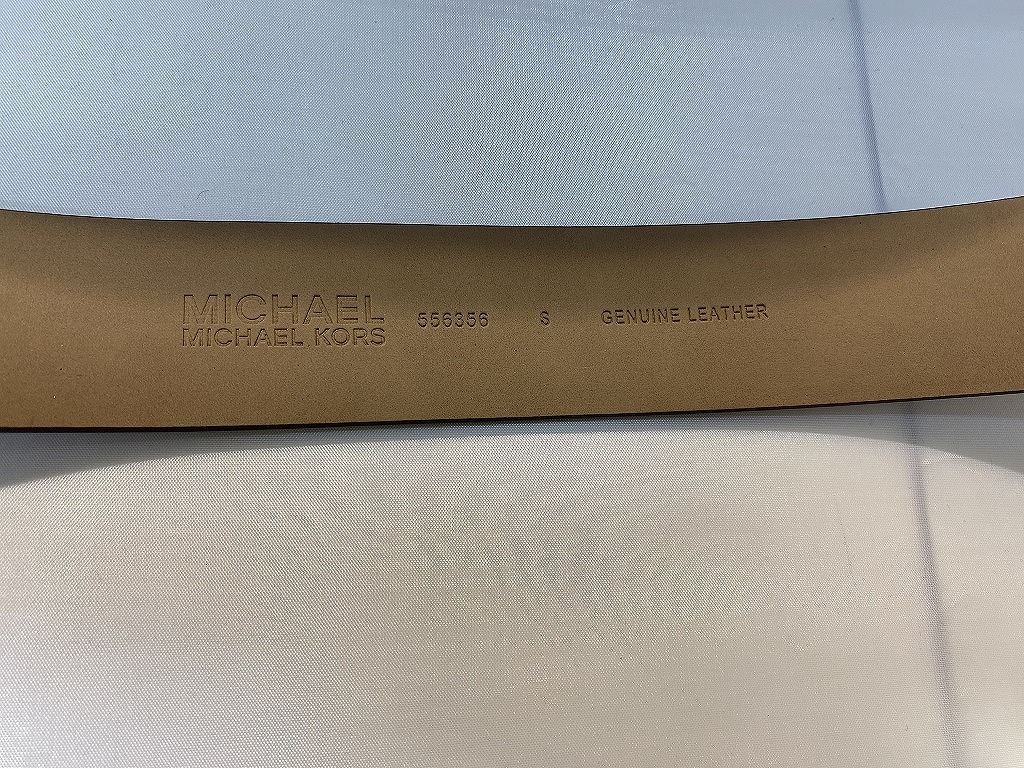 MICHAEL
MICHAEL KORS 556356 S GENUINE LEATHER